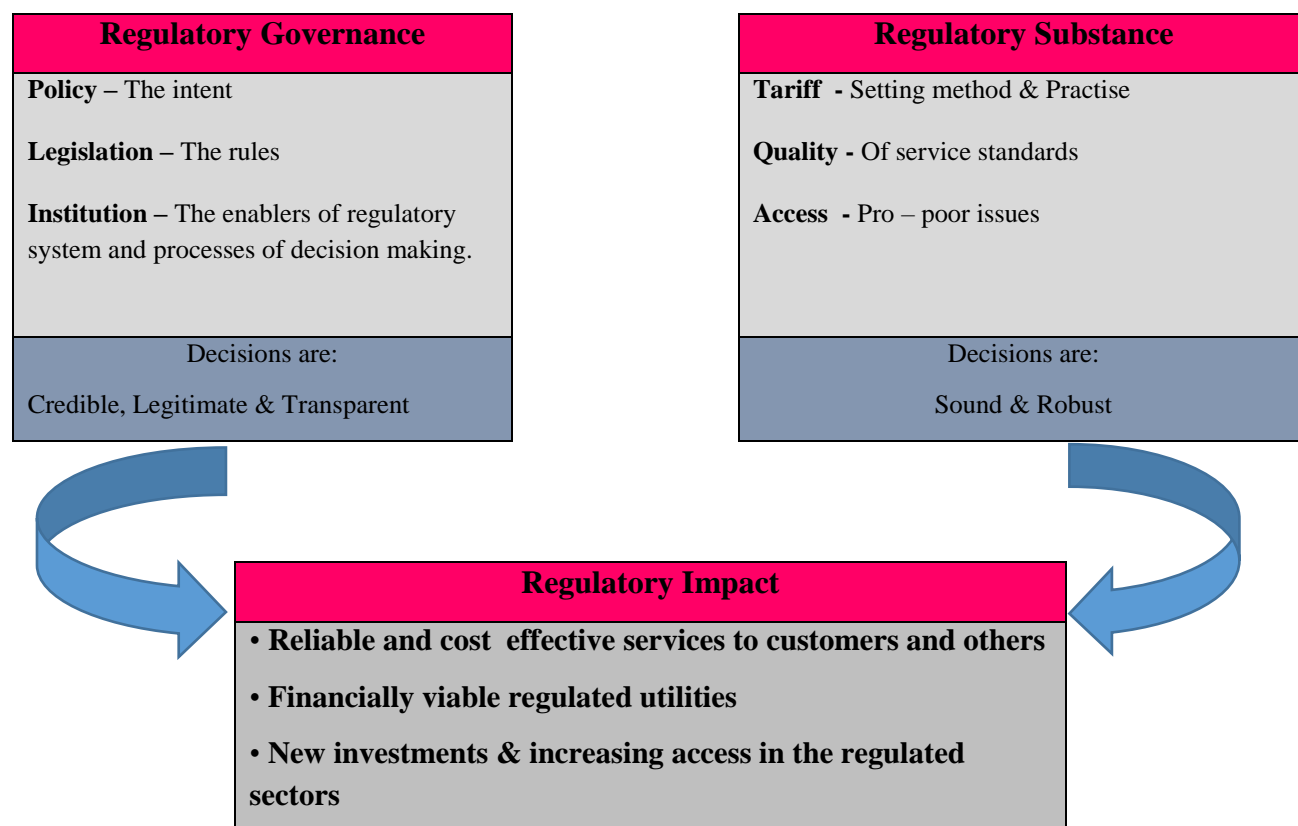 Regulatory Governance
Policy – The intent
Legislation – The rules
Institution – The enablers of regulatory
system and processes of decision making.
Decisions are:
Credible, Legitimate & Transparent
Regulatory Substance
Tariff - Setting method & Practise
Quality - Of service standards
Access - Pro – poor issues
Decisions are:
Sound & Robust
Regulatory Impact
• Reliable and cost effective services to customers and others
• Financially viable regulated utilities
• New investments & increasing access in the regulated
sectors